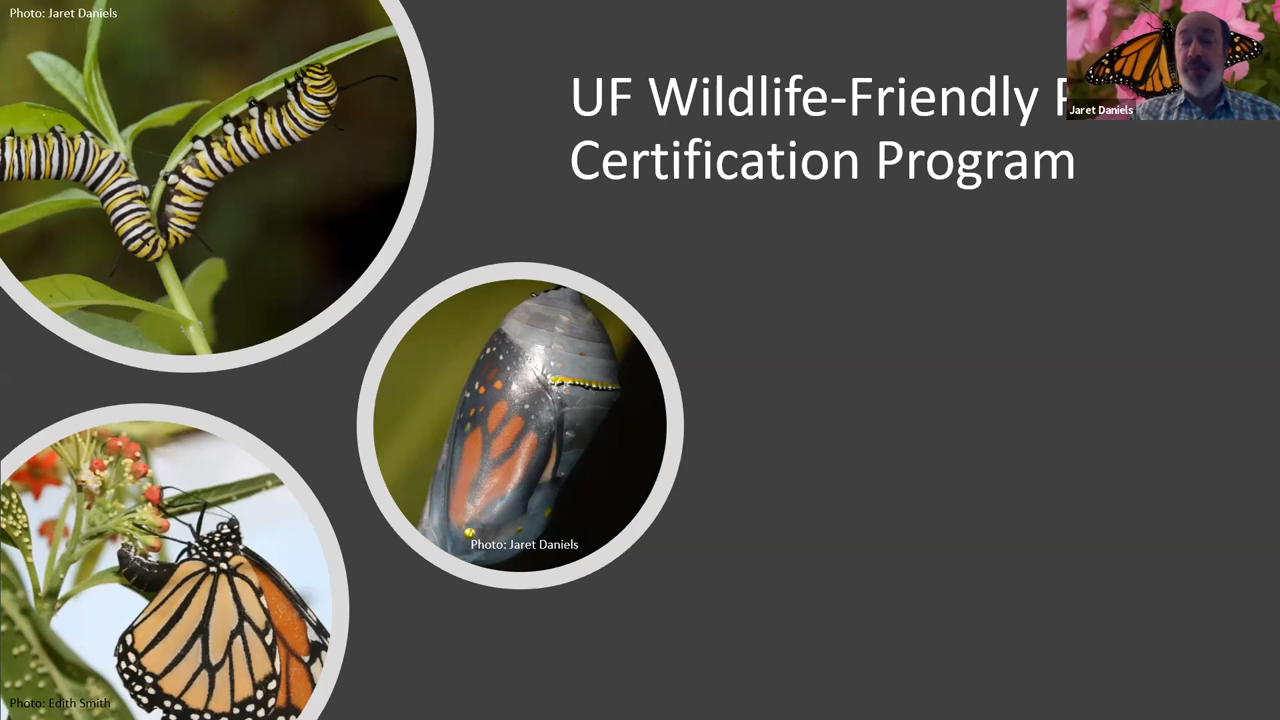 Photo: Jaret Daniels
UF Wildlife-Friendly
Certification Program
Jaret Daniels
Photo: Jaret Daniels
Photo: Edith Smith